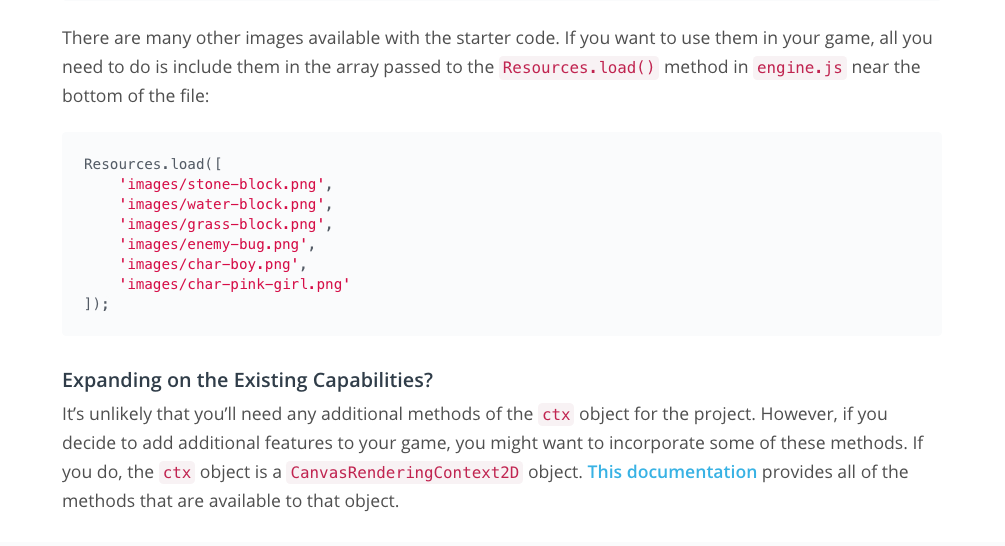 There are many other images available with the starter code. If you want to use them in your game, all you
need to do is include them in the array passed to the Resources.load() method in engine.js near the
bottom of the file:
Resources.load([
    'images/stone-block.png',
    'images/water-block.png',
    'images/grass-block.png',
    'images/enemy-bug.png',
    'images/char-boy.png',
    'images/char-pink-girl.png'
]);
Expanding on the Existing Capabilities?
It’s unlikely that you’ll need any additional methods of the ctx object for the project. However, if you
decide to add additional features to your game, you might want to incorporate some of these methods. If
you do, the ctx object is a CanvasRenderingContext2D object. This documentation provides all of the
methods that are available to that object.